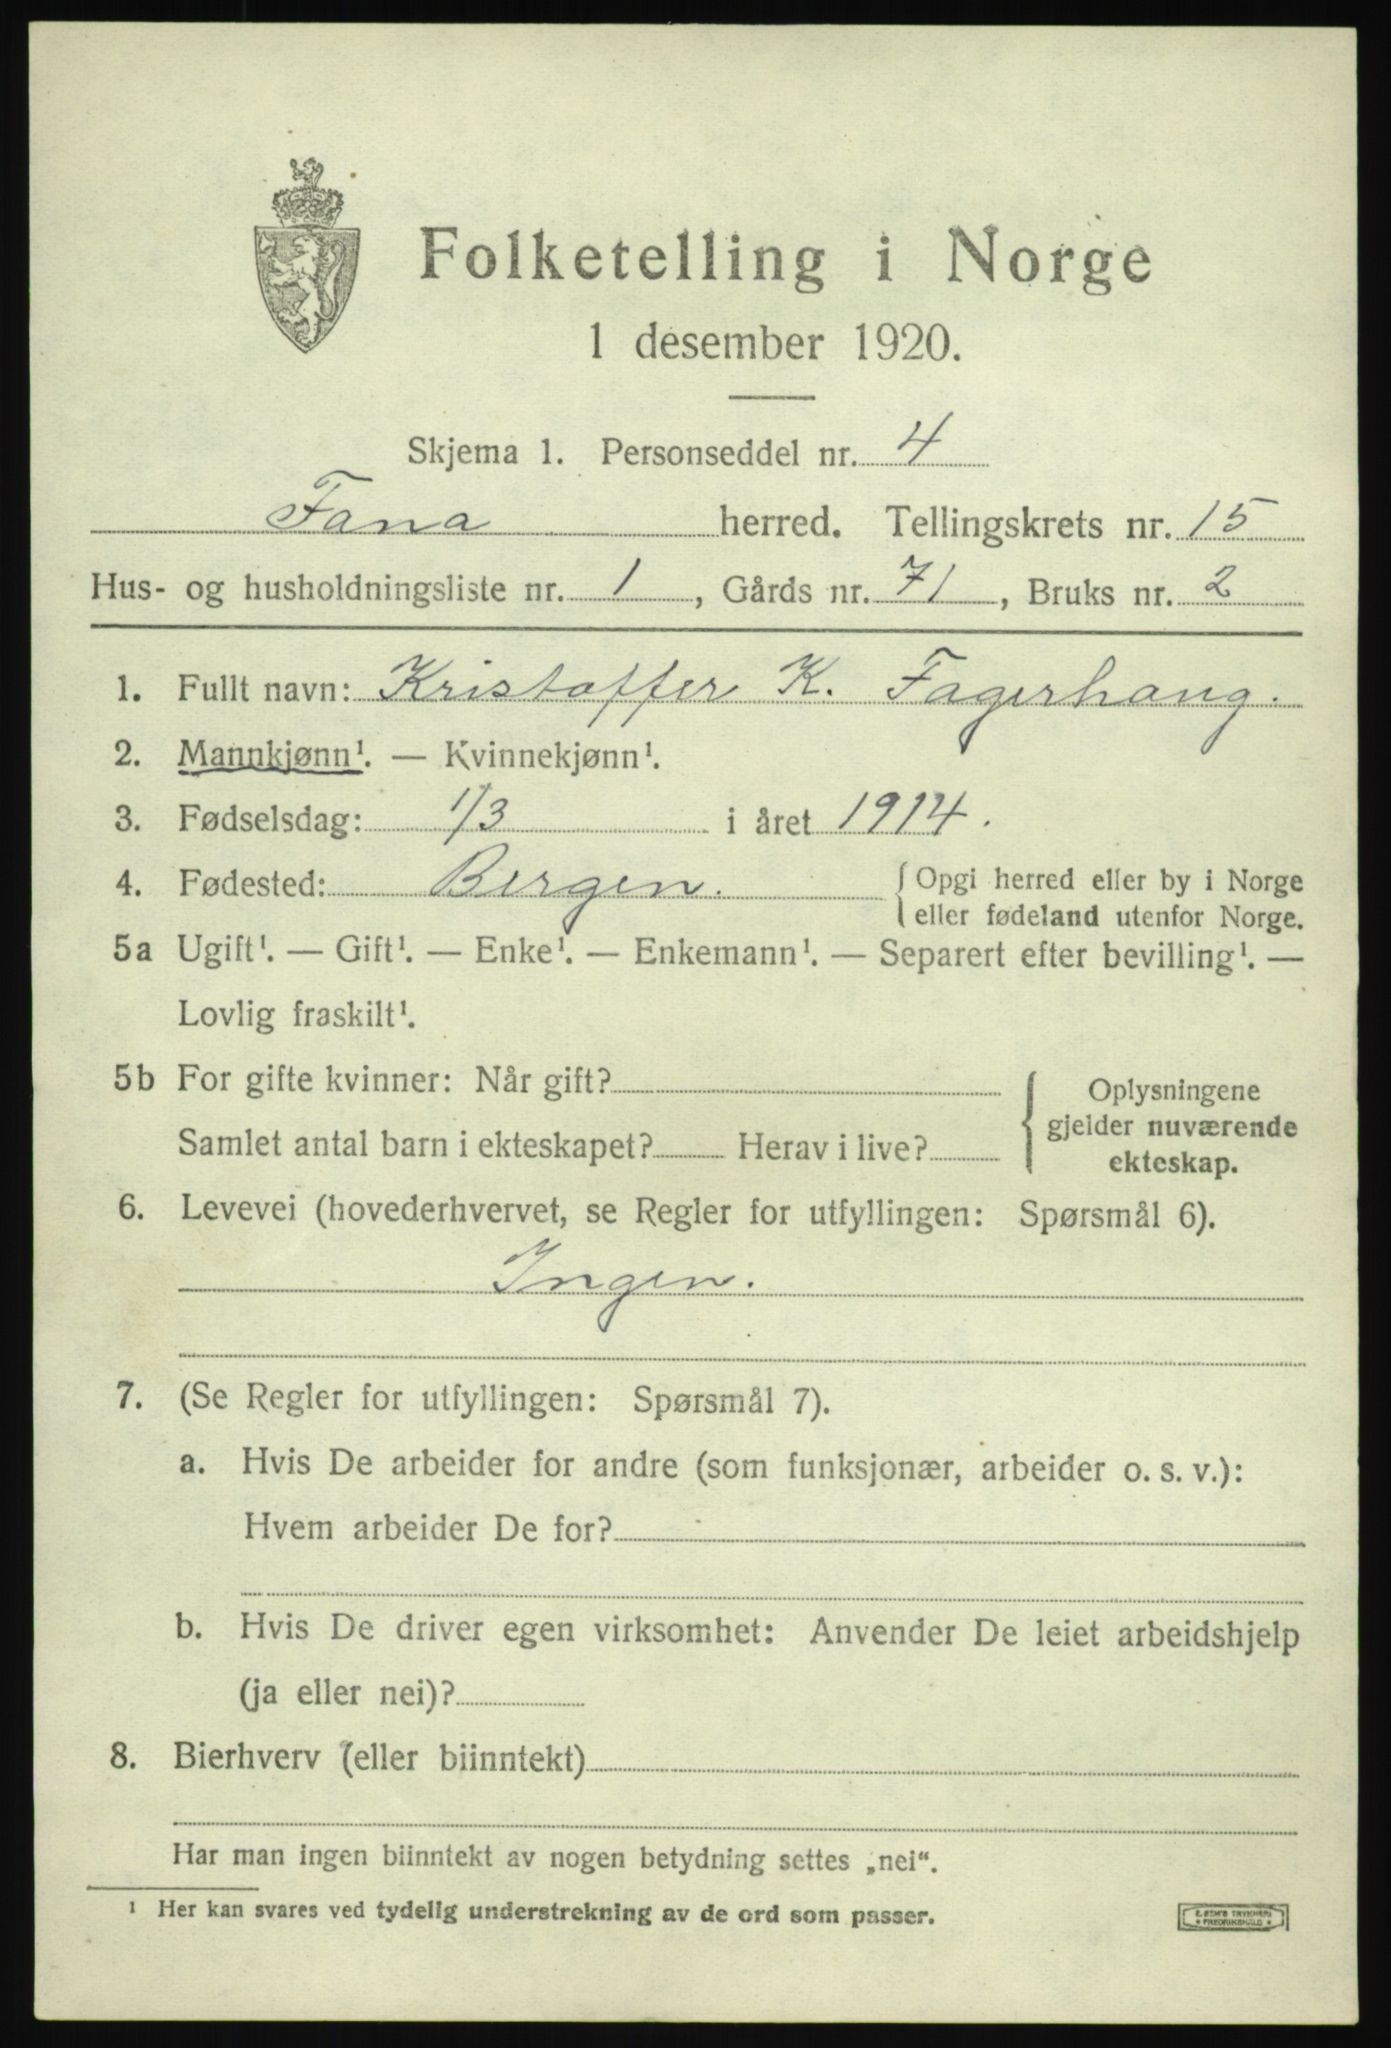 Folketelling i Norge
1 desember 1920.
Skjema 1. Personseddel nr. 4
Fana herred. Tellingskrets nr. 15
Hus- og husholdningsliste nr. 1, Gårds nr. 71, Bruks nr. 2
1. Fullt navn: Kristoffer K. Fagerhaug.
2. Mannkjønn¹. — Kvinnekjønn¹.
3. Fødselsdag: 1/3 i året 1914.
4. Fødested: Bergen. { Opgi herred eller by i Norge
eller fødeland utenfor Norge.
5a Ugift¹. — Gift¹. — Enke¹. — Enkemann¹. — Separert efter bevilling¹. —
Lovlig fraskilt¹.
5b For gifte kvinner: Når gift?
Samlet antal barn i ekteskapet? Herav i live?
{ Oplysningene
gjelder nuværende
ekteskap.
6. Levevei (hovederhvervet, se Regler for utfyllingen: Spørsmål 6).
Ingen.
7. (Se Regler for utfyllingen: Spørsmål 7).
a. Hvis De arbeider for andre (som funksjonær, arbeider o. s. v.):
Hvem arbeider De for?
b. Hvis De driver egen virksomhet: Anvender De leiet arbeidshjelp
(ja eller nei)?
8. Bierhverv (eller biinntekt)
Har man ingen biinntekt av nogen betydning settes „nei“.
¹ Her kan svares ved tydelig understrekning av de ord som passer.
E. SEM'S TRYKKERI
* FREDRIKSHALD *